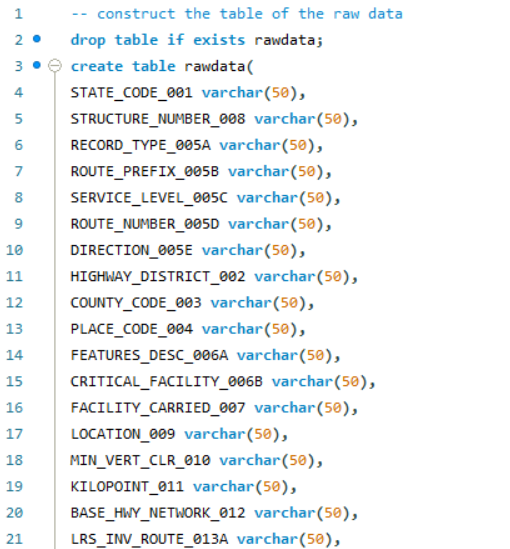 1 -- construct the table of the raw data
2 drop table if exists rawdata;
3 create table rawdata(
4 STATE_CODE_001 varchar(50),
5 STRUCTURE_NUMBER_008 varchar(50),
6 RECORD_TYPE_005A varchar(50),
7 ROUTE_PREFIX_005B varchar(50),
8 SERVICE_LEVEL_005C varchar(50),
9 ROUTE_NUMBER_005D varchar(50),
10 DIRECTION_005E varchar(50),
11 HIGHWAY_DISTRICT_002 varchar(50),
12 COUNTY_CODE_003 varchar(50),
13 PLACE_CODE_004 varchar(50),
14 FEATURES_DESC_006A varchar(50),
15 CRITICAL_FACILITY_006B varchar(50),
16 FACILITY_CARRIED_007 varchar(50),
17 LOCATION_009 varchar(50),
18 MIN_VERT_CLR_010 varchar(50),
19 KILOPOINT_011 varchar(50),
20 BASE_HWY_NETWORK_012 varchar(50),
21 LRS_INV_ROUTE_013A varchar(50),